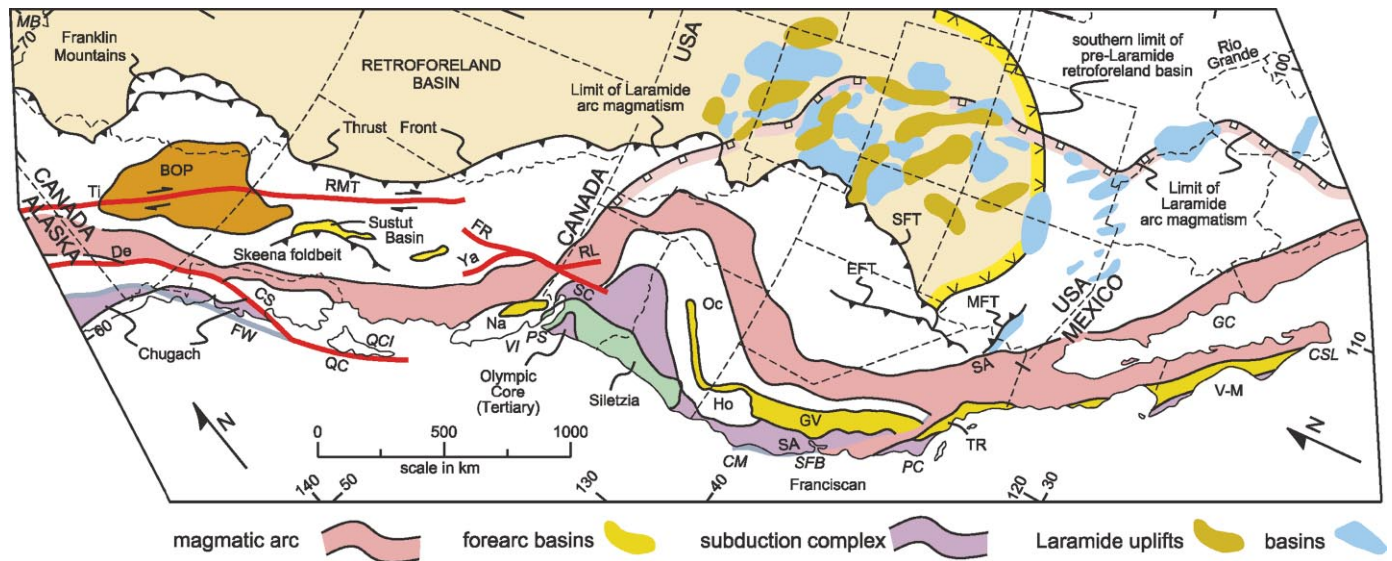 MB
70°
Franklin
Mountains
RETROFORELAND
BASIN
USA
Limit of Laramide
arc magmatism
southern limit of
pre-Laramide
retroforeland basin
Rio
Grande
100
Thrust Front
BOP
Ti
RMT
CANADA
ALASKA
Sustut
Basin
Skeena foldbelt
De
FR
Ya
CANADA
RL
SC
SFT
EFT
MFT
USA
MEXICO
Limit of
Laramide
arc magmatism
60
Chugach
CS
FW
QCI
QC
Na
VI
PS
Olympic
Core
(Tertiary)
Siletzia
Oc
Ho
GV
SA
CM
SFB
PC
TR
SA
GC
CSL
V-M
110
N
0
500
1000
scale in km
N
140
50
130
40
Franciscan
120
30
magmatic arc
forearc basins
subduction complex
Laramide uplifts
basins